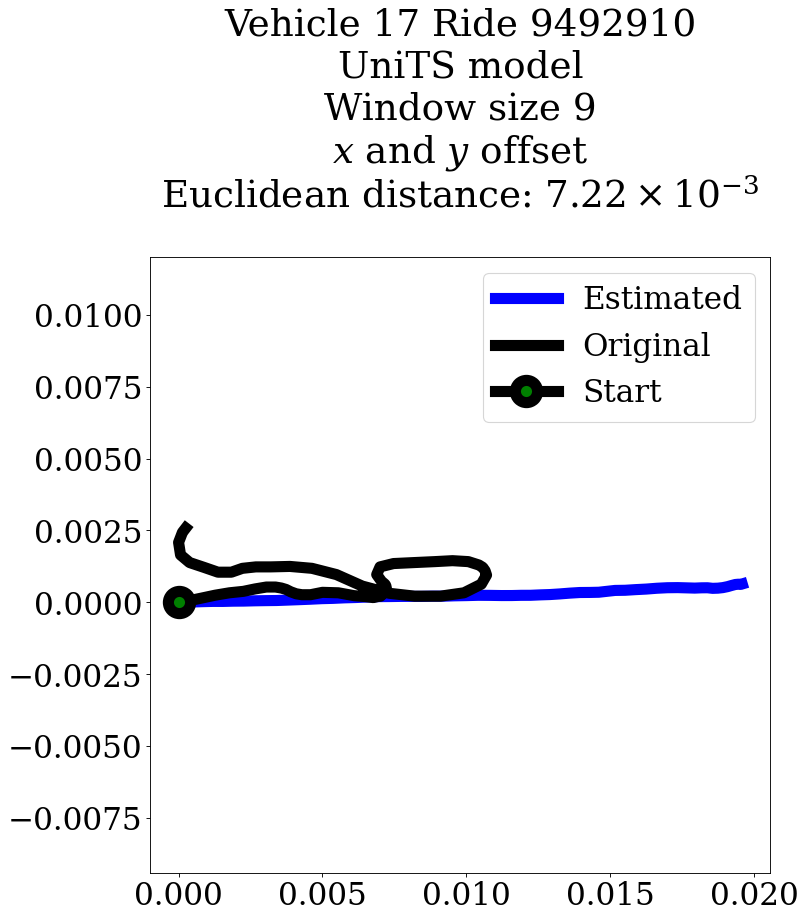 Vehicle 17 Ride 9492910
UniTS model
Window size 9
x and y offset
Euclidean distance: 7.22 × 10⁻³
Estimated
Original
Start
0.0100
0.0075
0.0050
0.0025
0.0000
−0.0025
−0.0050
−0.0075
0.000 0.005 0.010 0.015 0.020